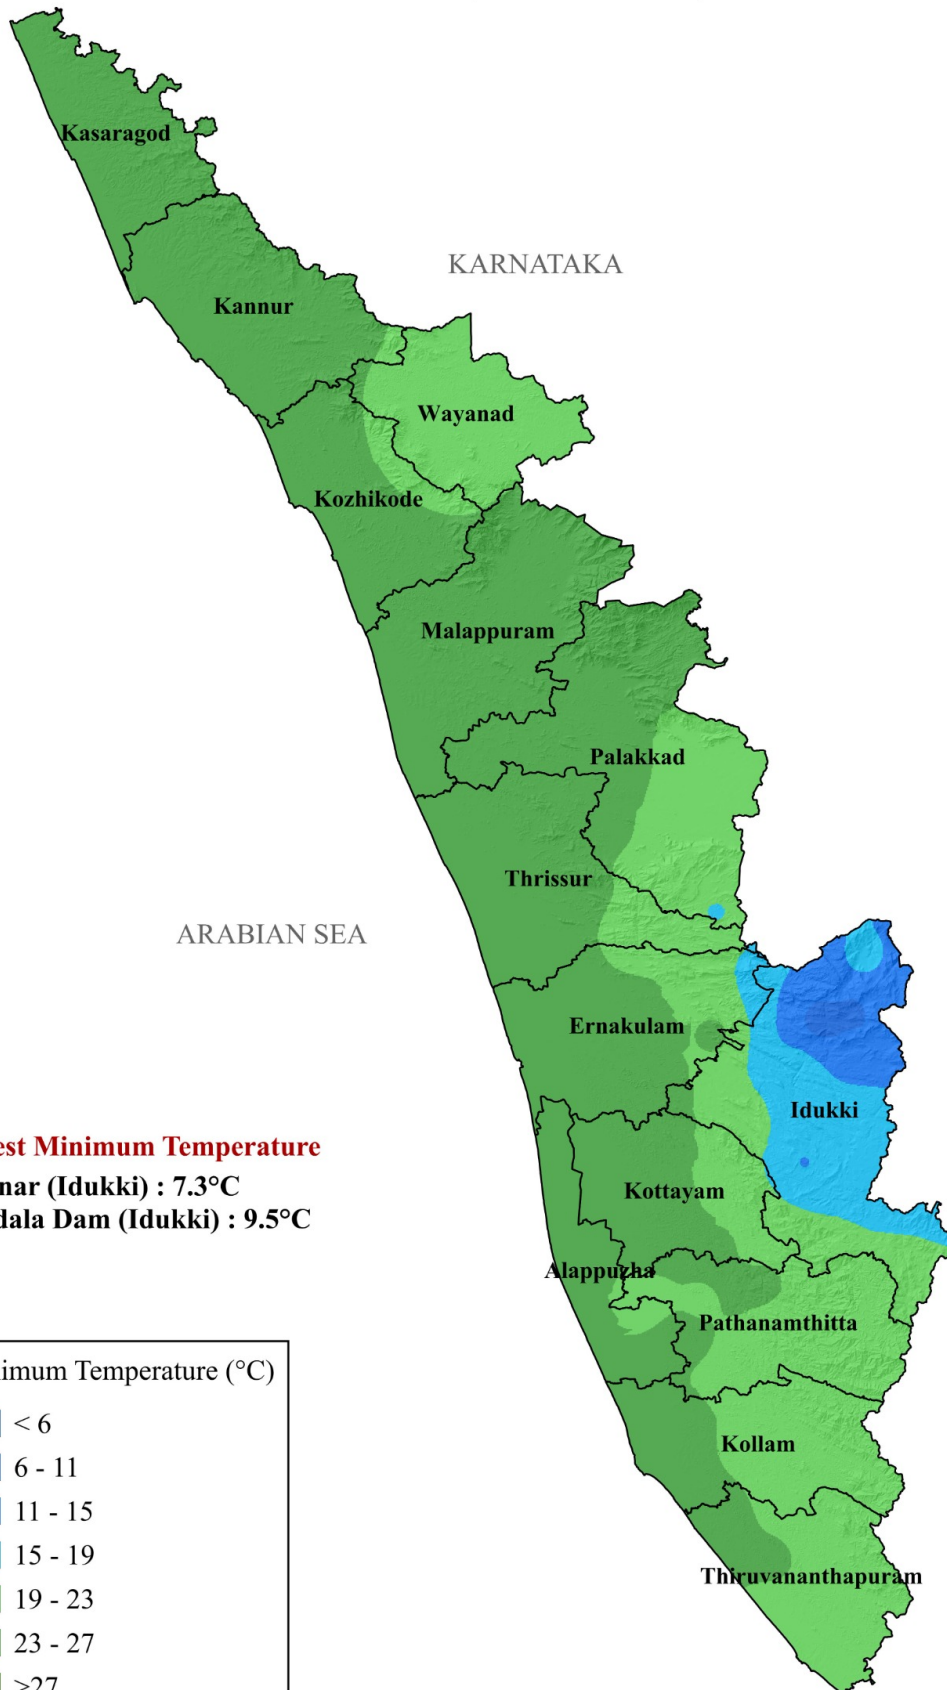 Kasaragod
KARNATAKA
Kannur
Wayanad
Kozhikode
Malappuram
Palakkad
Thrissur
ARABIAN SEA
Ernakulam
Idukki
est Minimum Temperature
nar (Idukki) : 7.3°C
dala Dam (Idukki) : 9.5°C
Kottayam
Alappuzha
Pathanamthitta
Kollam
Thiruvananthapuram
nimum Temperature (°C)
< 6
6 - 11
11 - 15
15 - 19
19 - 23
23 - 27
>27